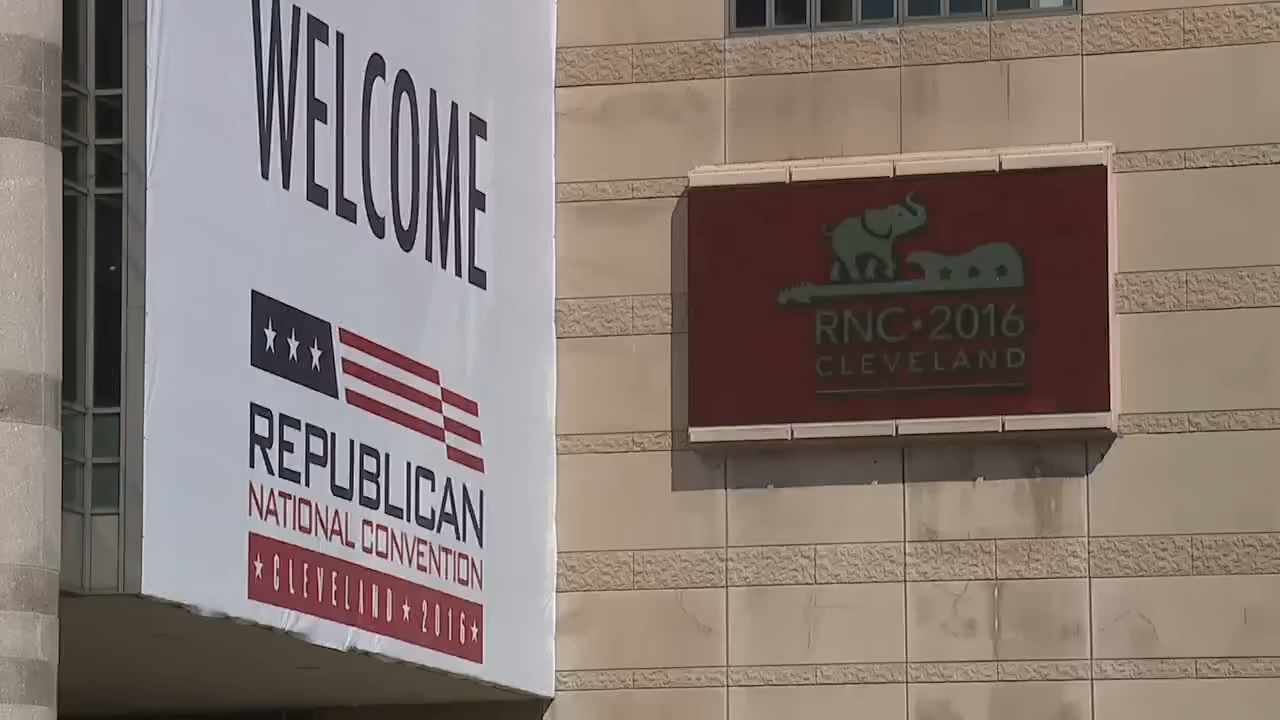 WELCOME
REPUBLICAN
NATIONAL CONVENTION
★CLEVELAND★2016★
RNC·2016
CLEVELAND